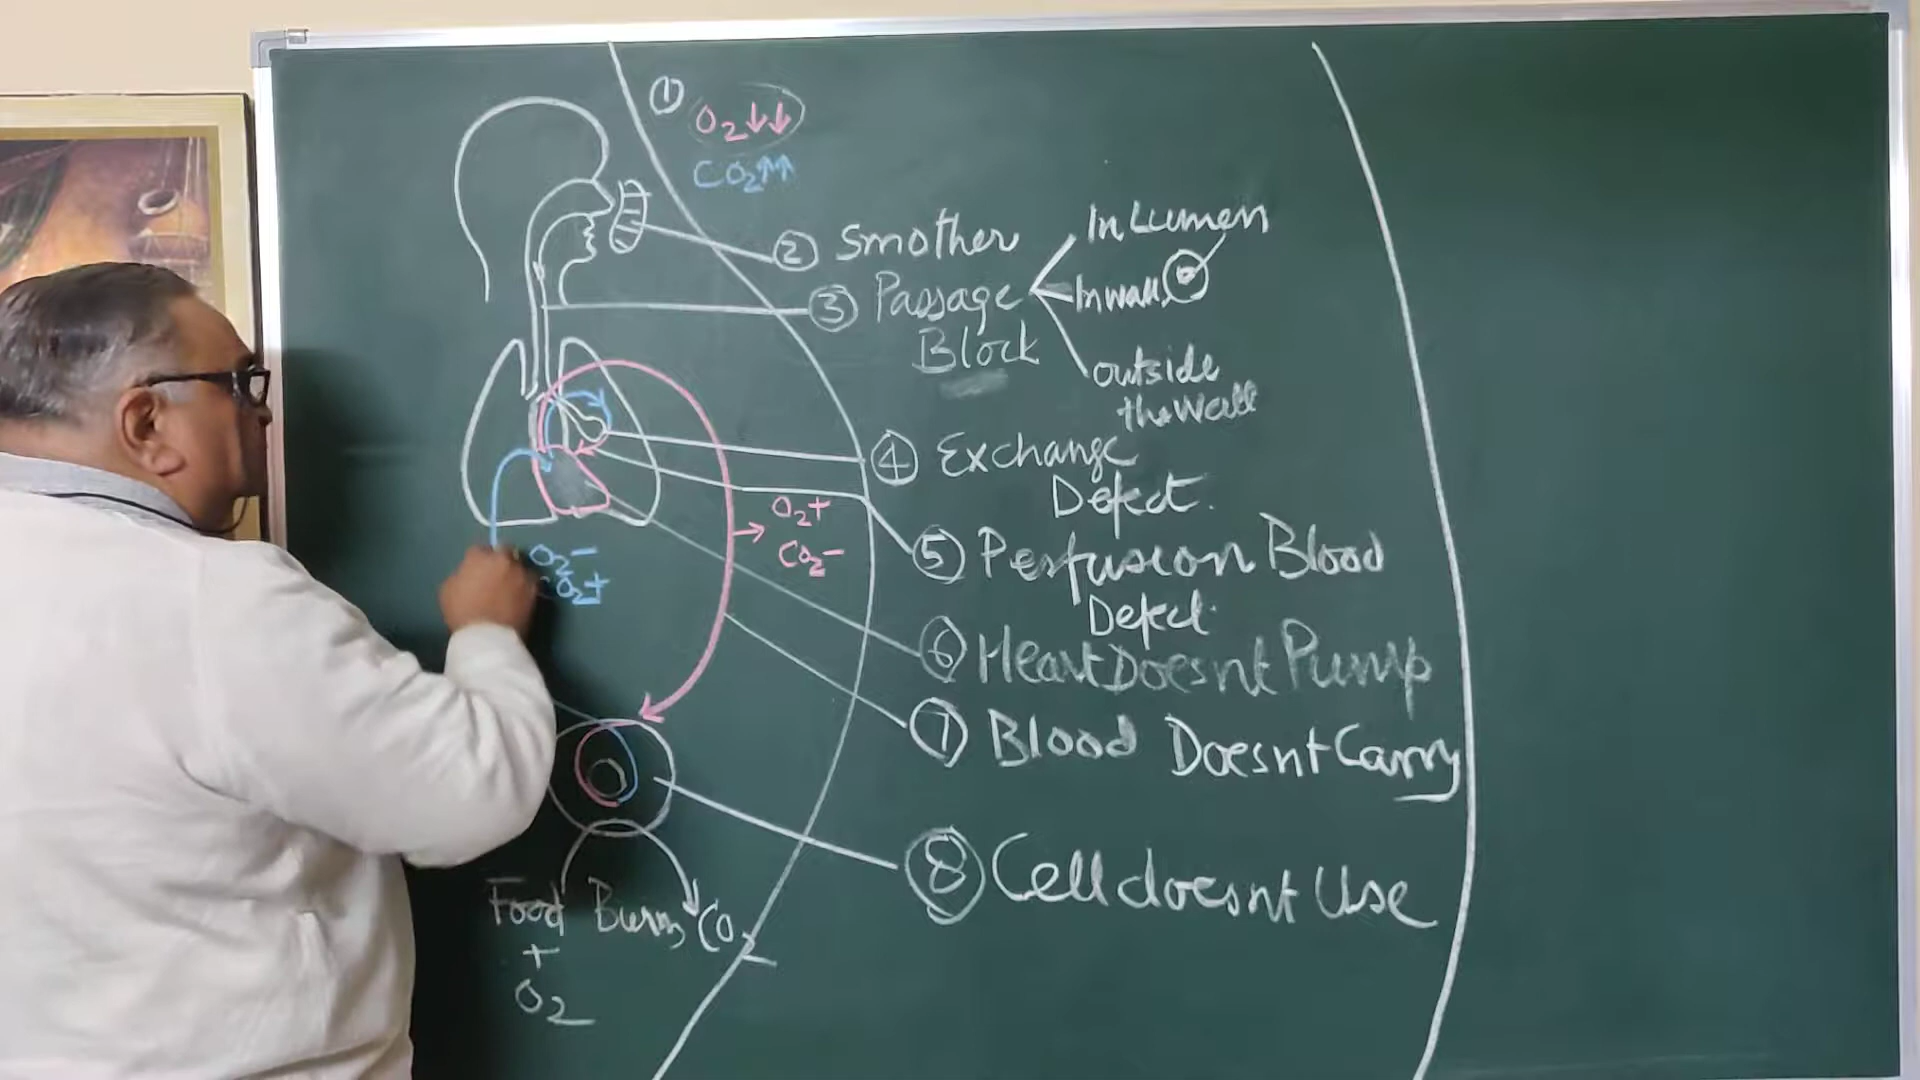 ① O₂↓↓
CO₂↑↑
② Smother
③ Passage
Block
In Lumen
In wall
outside
the wall
④ Exchange
Defect.
O₂+
CO₂-
⑤ Perfusion Blood
Defect.
O₂-
CO₂+
⑥ Heart Doesnt Pump
⑦ Blood Doesnt Carry
⑧ Cell doesnt Use
Food Burns CO₂
+
O₂